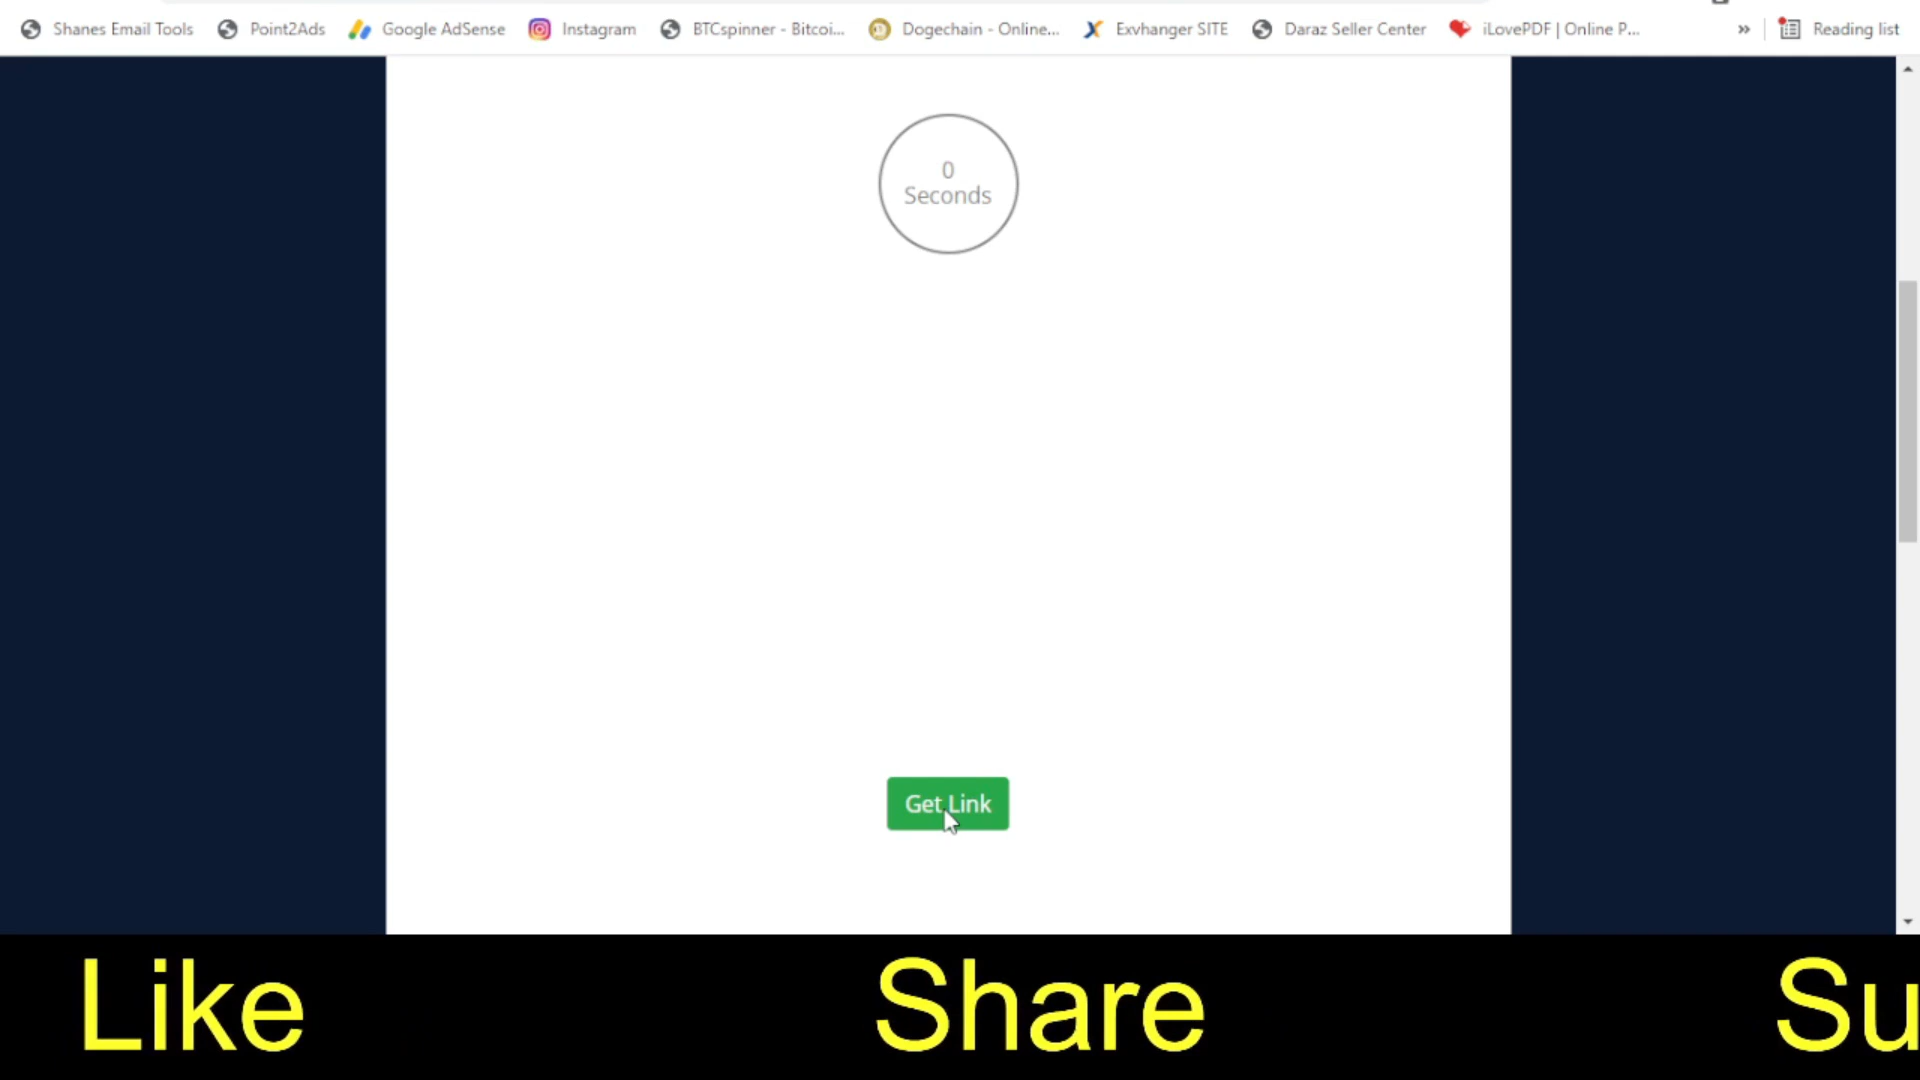 Shanes Email Tools Point2Ads Google AdSense Instagram BTCspinner - Bitcoi... Dogechain - Online... Exvhanger SITE Daraz Seller Center iLovePDF | Online P... » Reading list
0
Seconds
Get Link
Like Share Su